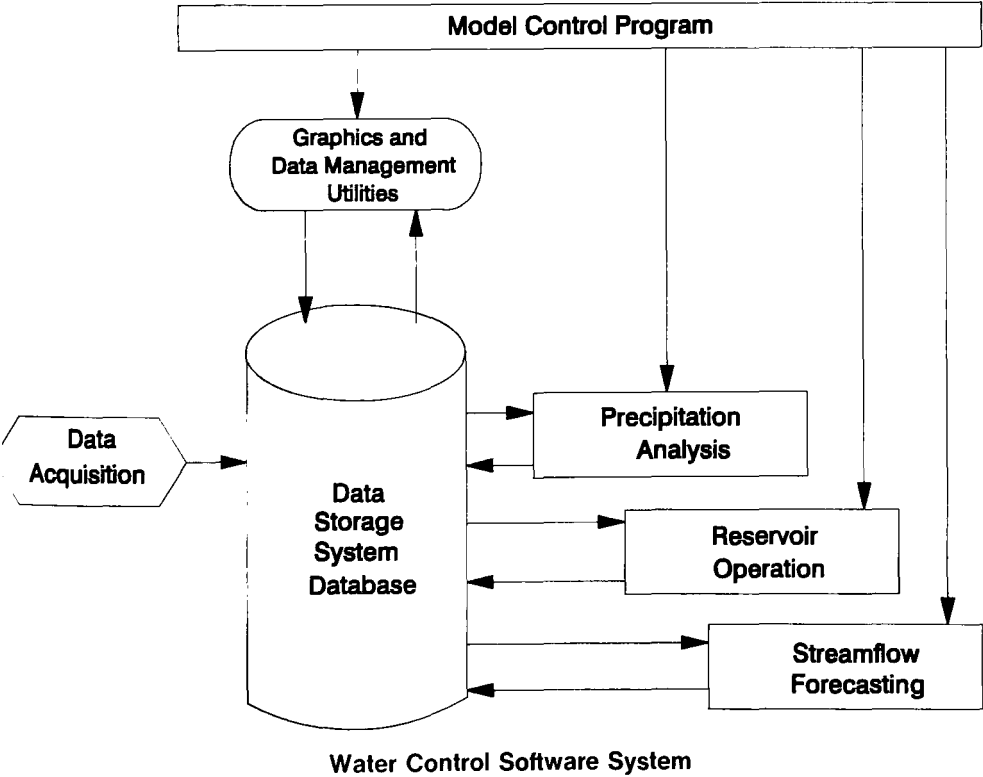 Model Control Program
Graphics and
Data Management
Utilities
Data
Acquisition
Data
Storage
System
Database
Precipitation
Analysis
Reservoir
Operation
Streamflow
Forecasting
Water Control Software System